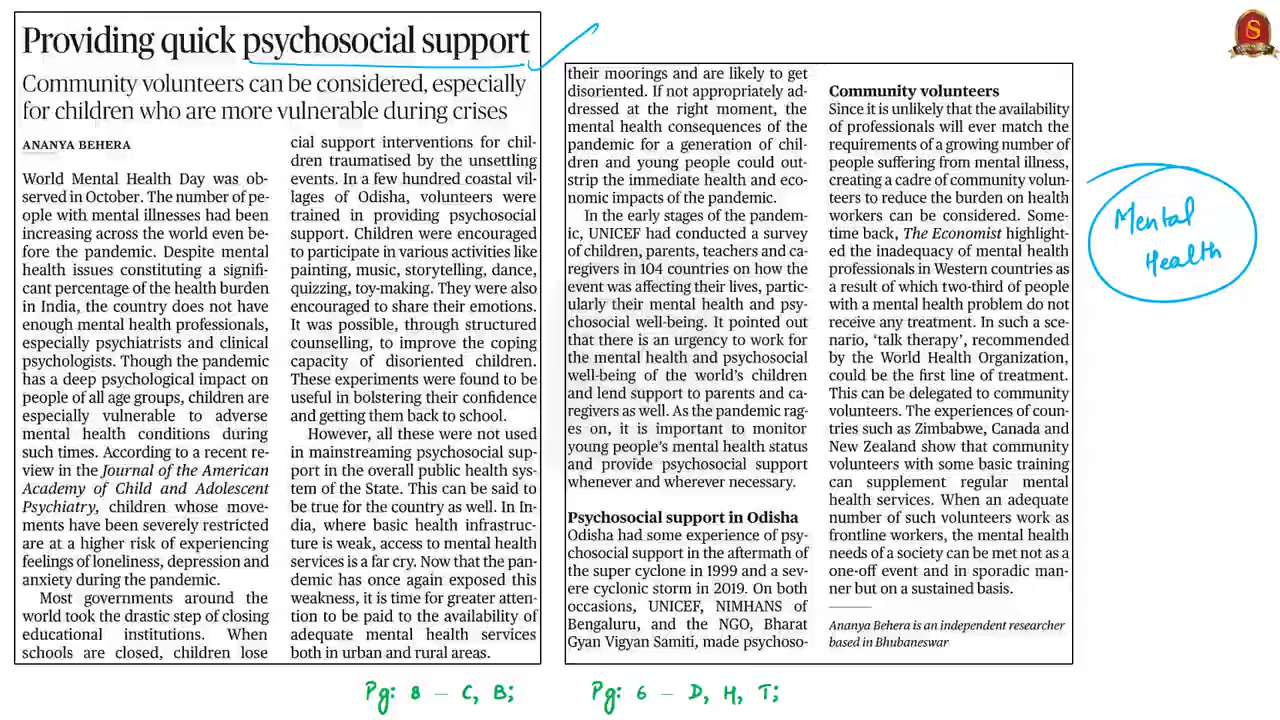 Providing quick psychosocial support
Community volunteers can be considered, especially
for children who are more vulnerable during crises
ANANYA BEHERA
World Mental Health Day was ob-
served in October. The number of pe-
ople with mental illnesses had been
increasing across the world even be-
fore the pandemic. Despite mental
health issues constituting a signifi-
cant percentage of the health burden
in India, the country does not have
enough mental health professionals,
especially psychiatrists and clinical
psychologists. Though the pandemic
has a deep psychological impact on
people of all age groups, children are
especially vulnerable to adverse
mental health conditions during
such times. According to a recent re-
view in the Journal of the American
Academy of Child and Adolescent
Psychiatry, children whose move-
ments have been severely restricted
are at a higher risk of experiencing
feelings of loneliness, depression and
anxiety during the pandemic.
Most governments around the
world took the drastic step of closing
educational institutions. When
schools are closed, children lose
their moorings and are likely to get
disoriented. If not appropriately ad-
dressed at the right moment, the
mental health consequences of the
pandemic for a generation of chil-
dren and young people could out-
strip the immediate health and eco-
nomic impacts of the pandemic.
In the early stages of the pandem-
ic, UNICEF had conducted a survey
of children, parents, teachers and ca-
regivers in 104 countries on how the
event was affecting their lives, partic-
ularly their mental health and psy-
chosocial well-being. It pointed out
that there is an urgency to work for
the mental health and psychosocial
well-being of the world's children
and lend support to parents and ca-
regivers as well. As the pandemic rag-
es on, it is important to monitor
young people's mental health status
and provide psychosocial support
whenever and wherever necessary.
Psychosocial support in Odisha
Odisha had some experience of psy-
chosocial support in the aftermath of
the super cyclone in 1999 and a sev-
ere cyclonic storm in 2019. On both
occasions, UNICEF, NIMHANS of
Bengaluru, and the NGO, Bharat
Gyan Vigyan Samiti, made psychoso-
cial support interventions for chil-
dren traumatised by the unsettling
events. In a few hundred coastal vil-
lages of Odisha, volunteers were
trained in providing psychosocial
support. Children were encouraged
to participate in various activities like
painting, music, storytelling, dance,
quizzing, toy-making. They were also
encouraged to share their emotions.
It was possible, through structured
counselling, to improve the coping
capacity of disoriented children.
These experiments were found to be
useful in bolstering their confidence
and getting them back to school.
However, all these were not used
in mainstreaming psychosocial sup-
port in the overall public health sys-
tem of the State. This can be said to
be true for the country as well. In In-
dia, where basic health infrastruc-
ture is weak, access to mental health
services is a far cry. Now that the pan-
demic has once again exposed this
weakness, it is time for greater atten-
tion to be paid to the availability of
adequate mental health services
both in urban and rural areas.
Community volunteers
Since it is unlikely that the availability
of professionals will ever match the
requirements of a growing number of
people suffering from mental illness,
creating a cadre of community volun-
teers to reduce the burden on health
workers can be considered. Some-
time back, The Economist highlight-
ed the inadequacy of mental health
professionals in Western countries as
a result of which two-third of people
with a mental health problem do not
receive any treatment. In such a sce-
nario, 'talk therapy', recommended
by the World Health Organization,
could be the first line of treatment.
This can be delegated to community
volunteers. The experiences of coun-
tries such as Zimbabwe, Canada and
New Zealand show that community
volunteers with some basic training
can supplement regular mental
health services. When an adequate
number of such volunteers work as
frontline workers, the mental health
needs of a society can be met not as a
one-off event and in sporadic man-
ner but on a sustained basis.
Ananya Behera is an independent researcher
based in Bhubaneswar
Mental
Health
Pg: 8 – C, B;
Pg: 6 – D, H, T;
S